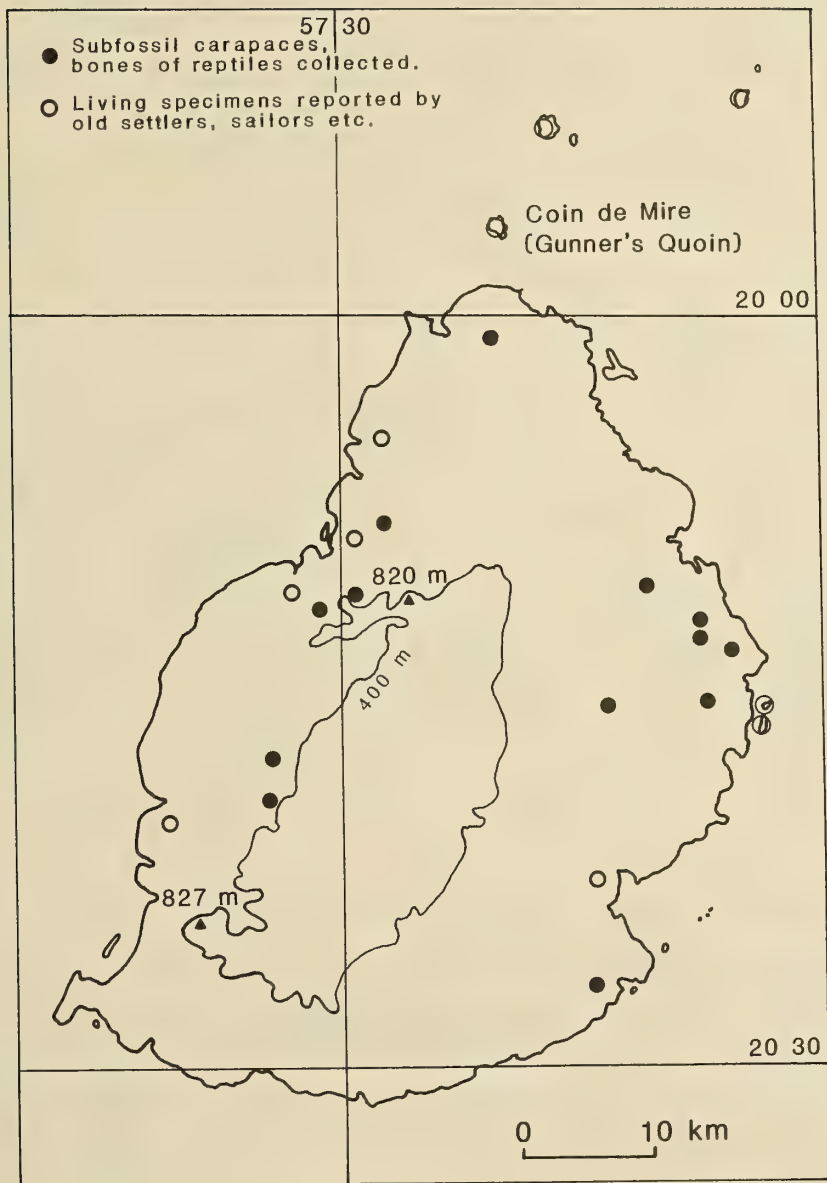 57 30
Subfossil carapaces,
bones of reptiles collected.
Living specimens reported by
old settlers, sailors etc.
Coin de Mire
(Gunner's Quoin)
20 00
820 m
400 m
827 m
20 30
0 10 km